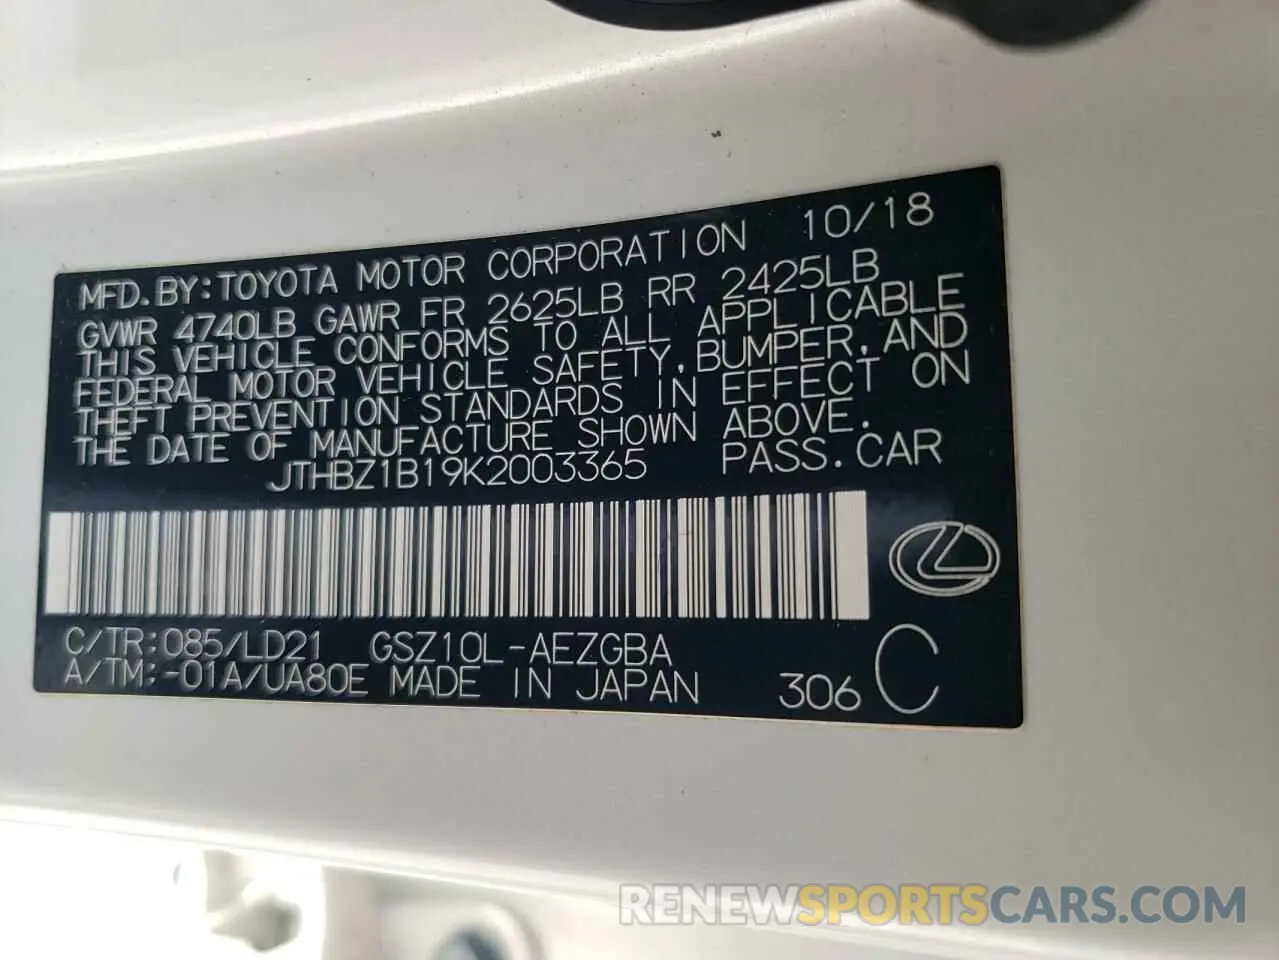 MFD.BY:TOYOTA MOTOR CORPORATION 10/18
GVWR 4740LB GAWR FR 2625LB RR 2425LB
THIS VEHICLE CONFORMS TO ALL APPLICABLE
FEDERAL MOTOR VEHICLE SAFETY,BUMPER,AND
THEFT PREVENTION STANDARDS IN EFFECT ON
THE DATE OF MANUFACTURE SHOWN ABOVE.
JTHBZ1B19K2003365 PASS.CAR
C/TR:085/LD21 GSZ10L-AEZGBA
A/TM:-01A/UA80E MADE IN JAPAN 306 C
RENEWSPORTSCARS.COM